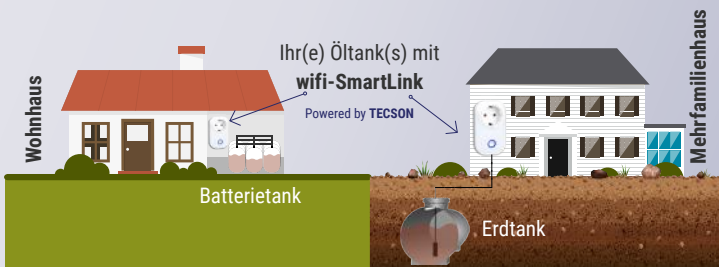 Ihr(e) Öltank(s) mit
wifi-SmartLink
Powered by TECSON
Wohnhaus
Mehrfamilienhaus
Batterietank
Erdtank